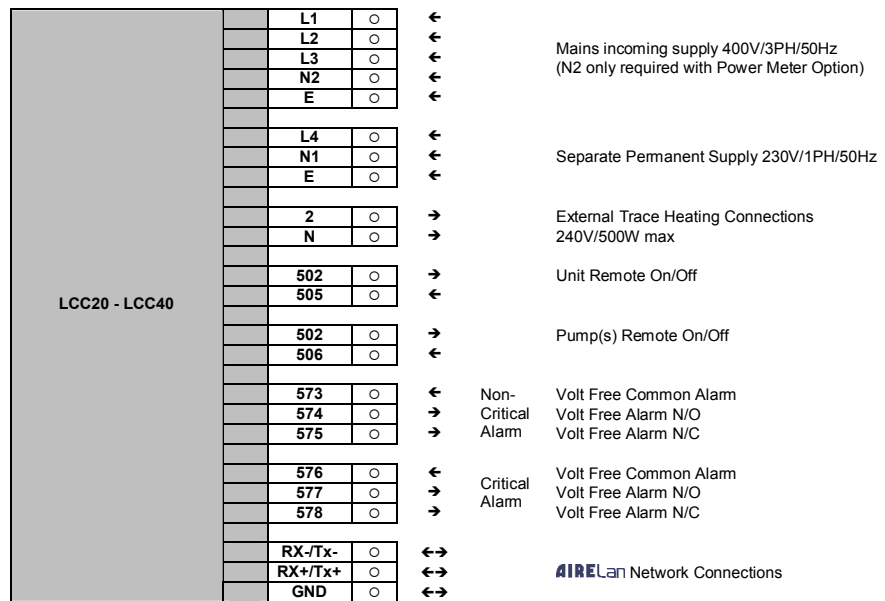 L1
L2
L3
N2
E
Mains incoming supply 400V/3PH/50Hz
(N2 only required with Power Meter Option)
L4
N1
E
Separate Permanent Supply 230V/1PH/50Hz
2
N
External Trace Heating Connections
240V/500W max
502
505
Unit Remote On/Off
LCC20 - LCC40
502
506
Pump(s) Remote On/Off
573
574
575
Non-
Critical
Alarm
Volt Free Common Alarm
Volt Free Alarm N/O
Volt Free Alarm N/C
576
577
578
Critical
Alarm
Volt Free Common Alarm
Volt Free Alarm N/O
Volt Free Alarm N/C
RX-/Tx-
RX+/Tx+
GND
AIRELan Network Connections